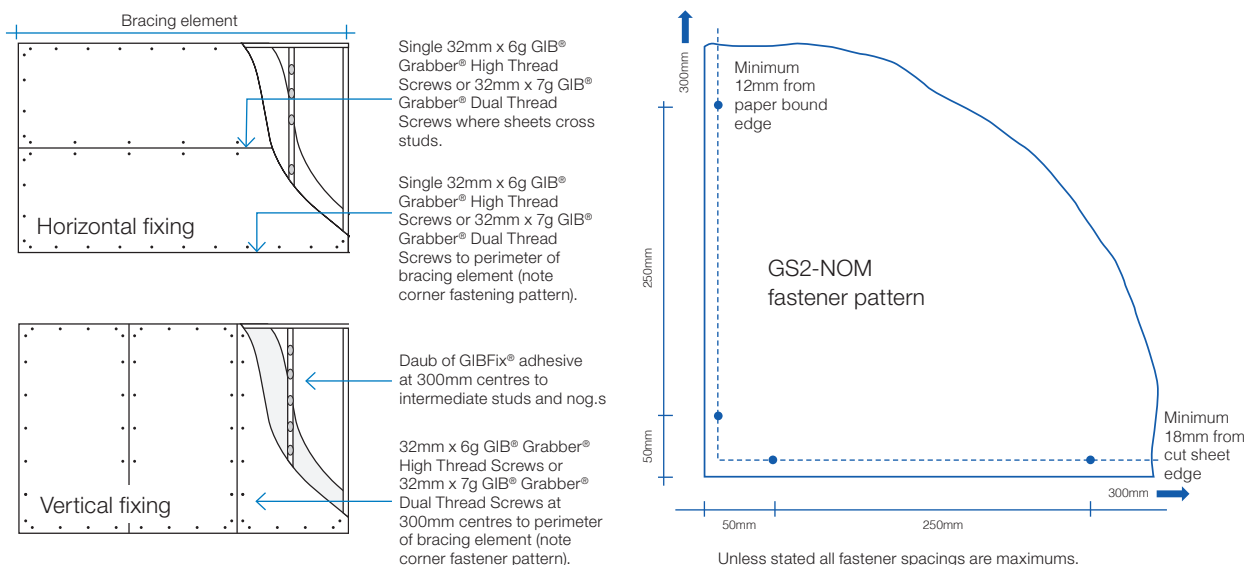 Bracing element
Single 32mm x 6g GIB®
Grabber® High Thread
Screws or 32mm x 7g GIB®
Grabber® Dual Thread
Screws where sheets cross
studs.
Single 32mm x 6g GIB®
Grabber® High Thread
Screws or 32mm x 7g GIB®
Grabber® Dual Thread
Screws to perimeter of
bracing element (note
corner fastening pattern).
Horizontal fixing
Daub of GIBFix® adhesive
at 300mm centres to
intermediate studs and nog.s
32mm x 6g GIB® Grabber®
High Thread Screws or
32mm x 7g GIB® Grabber®
Dual Thread Screws at
300mm centres to perimeter
of bracing element (note
corner fastener pattern).
Vertical fixing
300mm
Minimum
12mm from
paper bound
edge
250mm
GS2-NOM
fastener pattern
50mm
Minimum
18mm from
cut sheet
edge
300mm
50mm
250mm
Unless stated all fastener spacings are maximums.